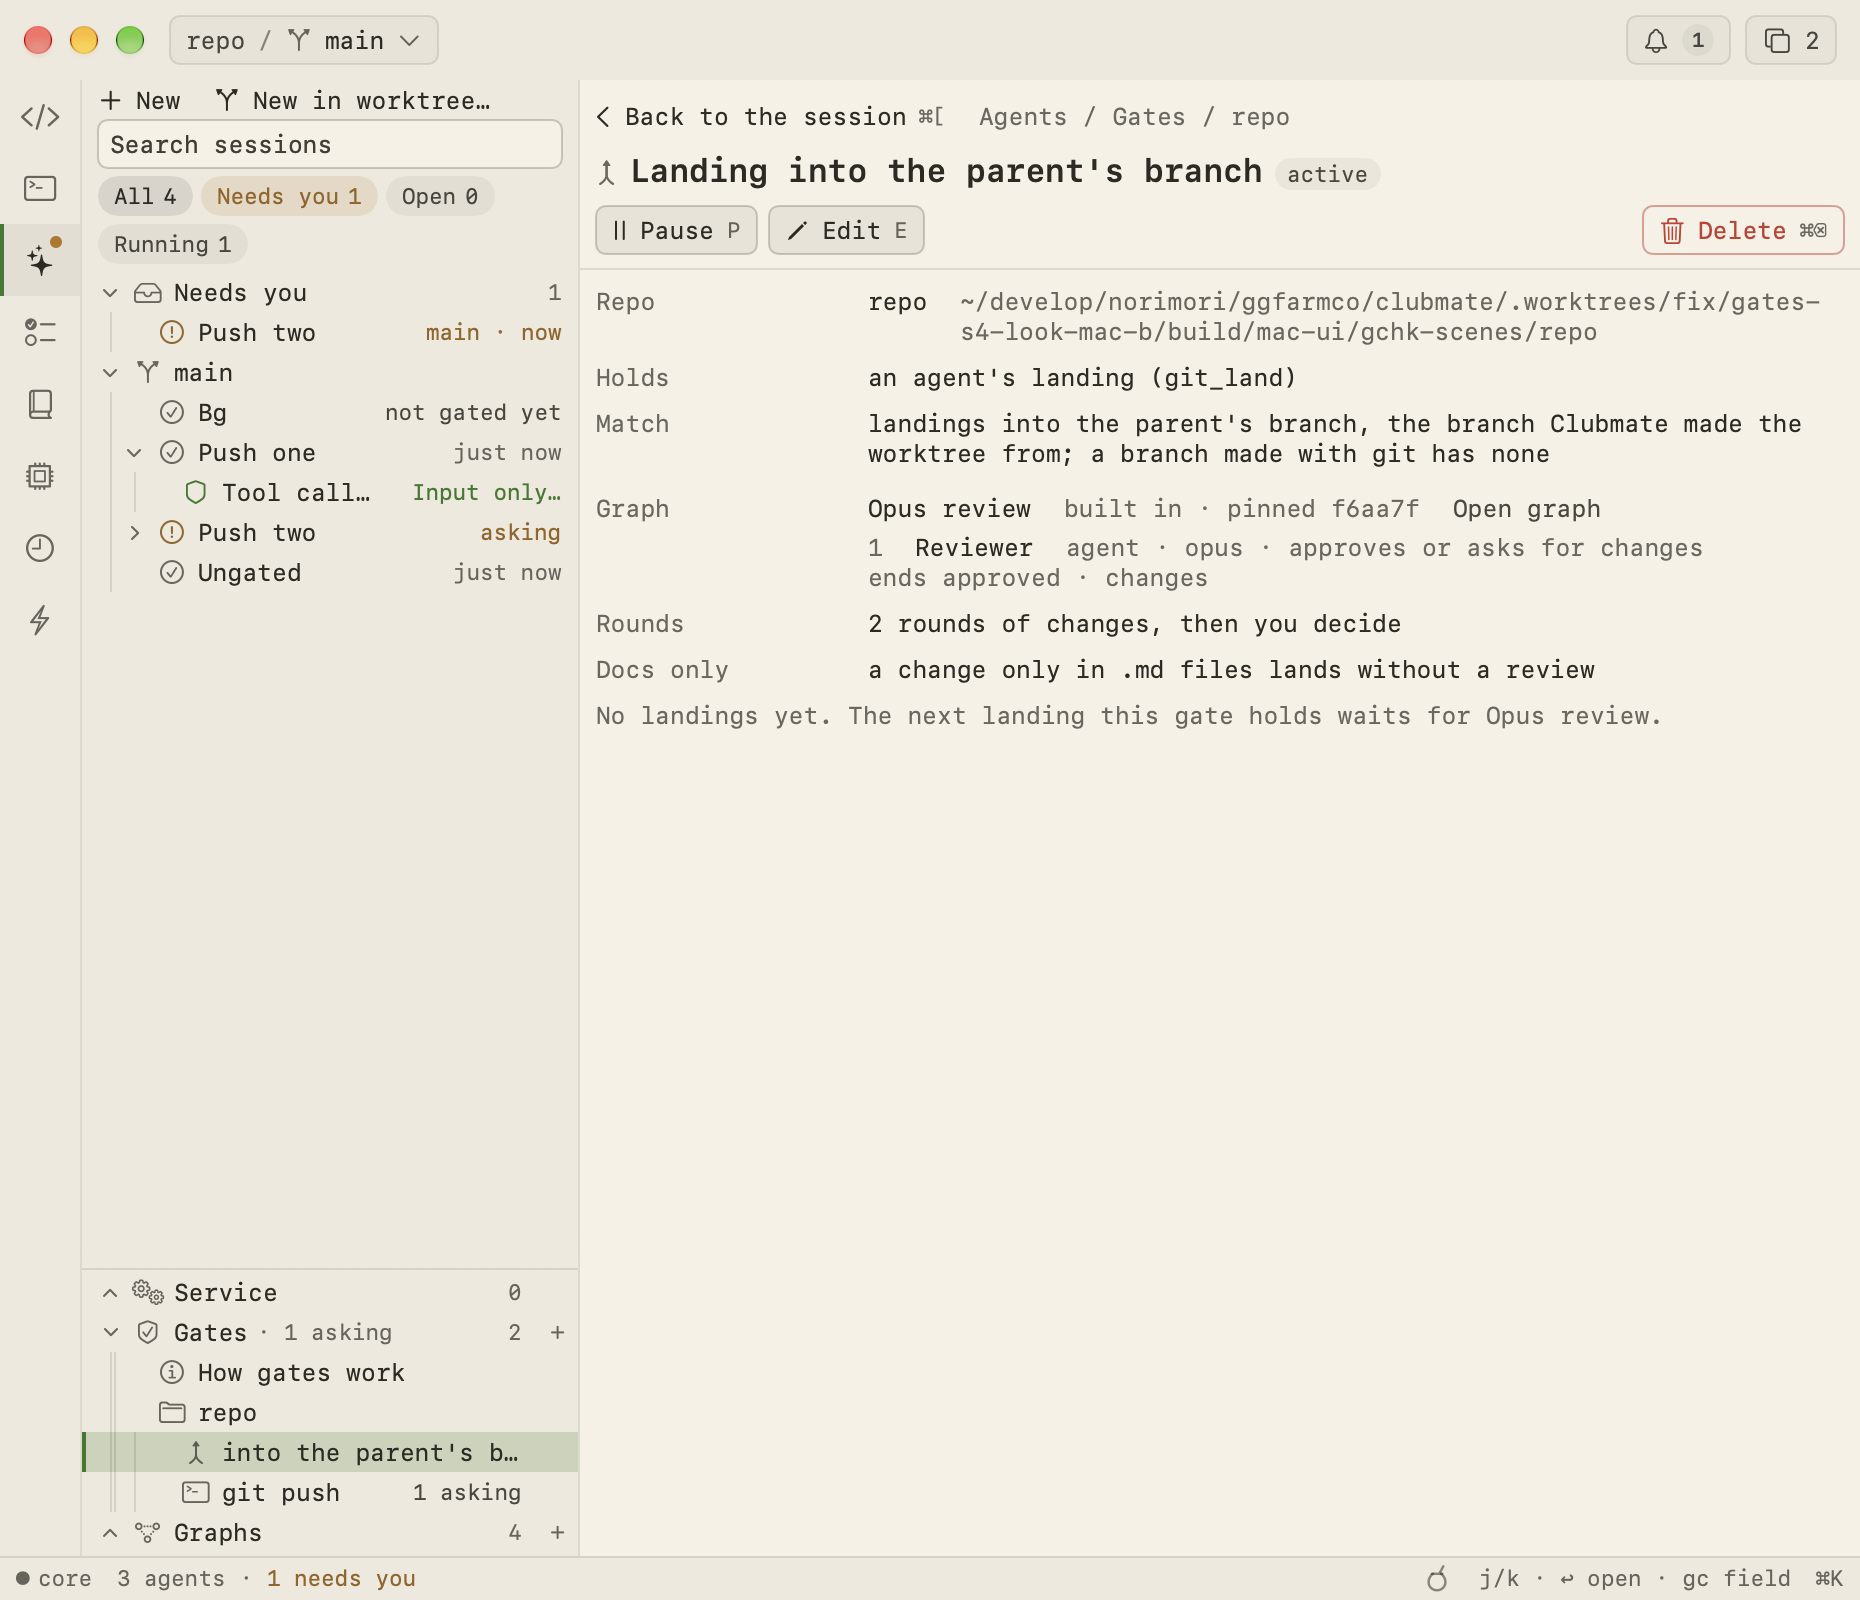 repo / main
1
2
New New in worktree…
Search sessions
All 4 Needs you 1 Open 0
Running 1
Needs you 1
Push two main · now
main
Bg not gated yet
Push one just now
Tool call… Input only…
Push two asking
Ungated just now
Service 0
Gates · 1 asking 2 +
How gates work
repo
into the parent's b…
git push 1 asking
Graphs 4 +
Back to the session ⌘[ Agents / Gates / repo
Landing into the parent's branch active
Pause P Edit E Delete ⌘⌫
Repo repo ~/develop/norimori/ggfarmco/clubmate/.worktrees/fix/gates-
s4-look-mac-b/build/mac-ui/gchk-scenes/repo
Holds an agent's landing (git_land)
Match landings into the parent's branch, the branch Clubmate made the
worktree from; a branch made with git has none
Graph Opus review built in · pinned f6aa7f Open graph
1 Reviewer agent · opus · approves or asks for changes
ends approved · changes
Rounds 2 rounds of changes, then you decide
Docs only a change only in .md files lands without a review
No landings yet. The next landing this gate holds waits for Opus review.
core 3 agents · 1 needs you
j/k · ↩ open · gc field ⌘K